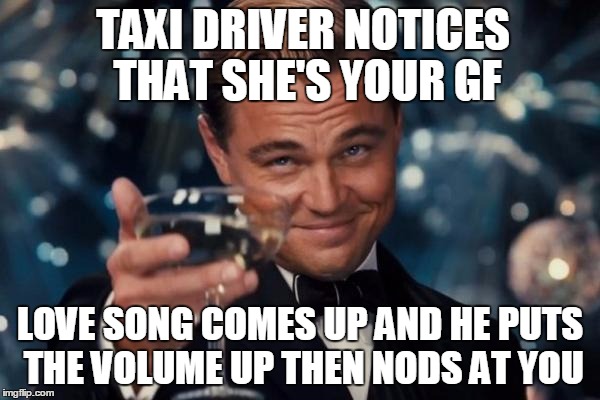 TAXI DRIVER NOTICES
THAT SHE'S YOUR GF
LOVE SONG COMES UP AND HE PUTS
THE VOLUME UP THEN NODS AT YOU
imgflip.com